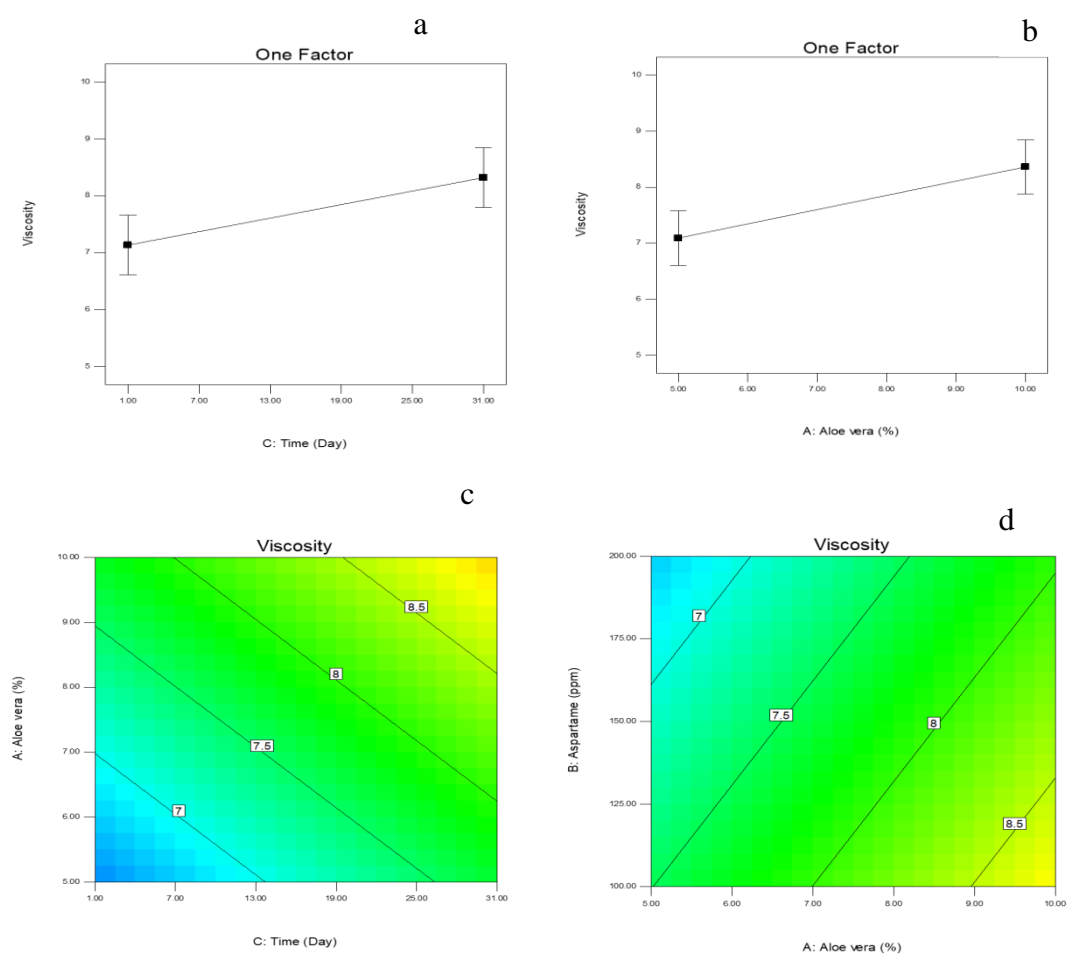 a
One Factor
10
9
8
7
6
5
Viscosity
1.00 7.00 13.00 19.00 25.00 31.00
C: Time (Day)
b
One Factor
10
9
8
7
6
5
Viscosity
5.00 6.00 7.00 8.00 9.00 10.00
A: Aloe vera (%)
c
Viscosity
10.00
9.00
8.00
7.00
6.00
5.00
A: Aloe vera (%)
8.5
8
7.5
7
1.00 7.00 13.00 19.00 25.00 31.00
C: Time (Day)
d
Viscosity
200.00
175.00
150.00
125.00
100.00
B: Aspartame (ppm)
7
7.5
8
8.5
5.00 6.00 7.00 8.00 9.00 10.00
A: Aloe vera (%)